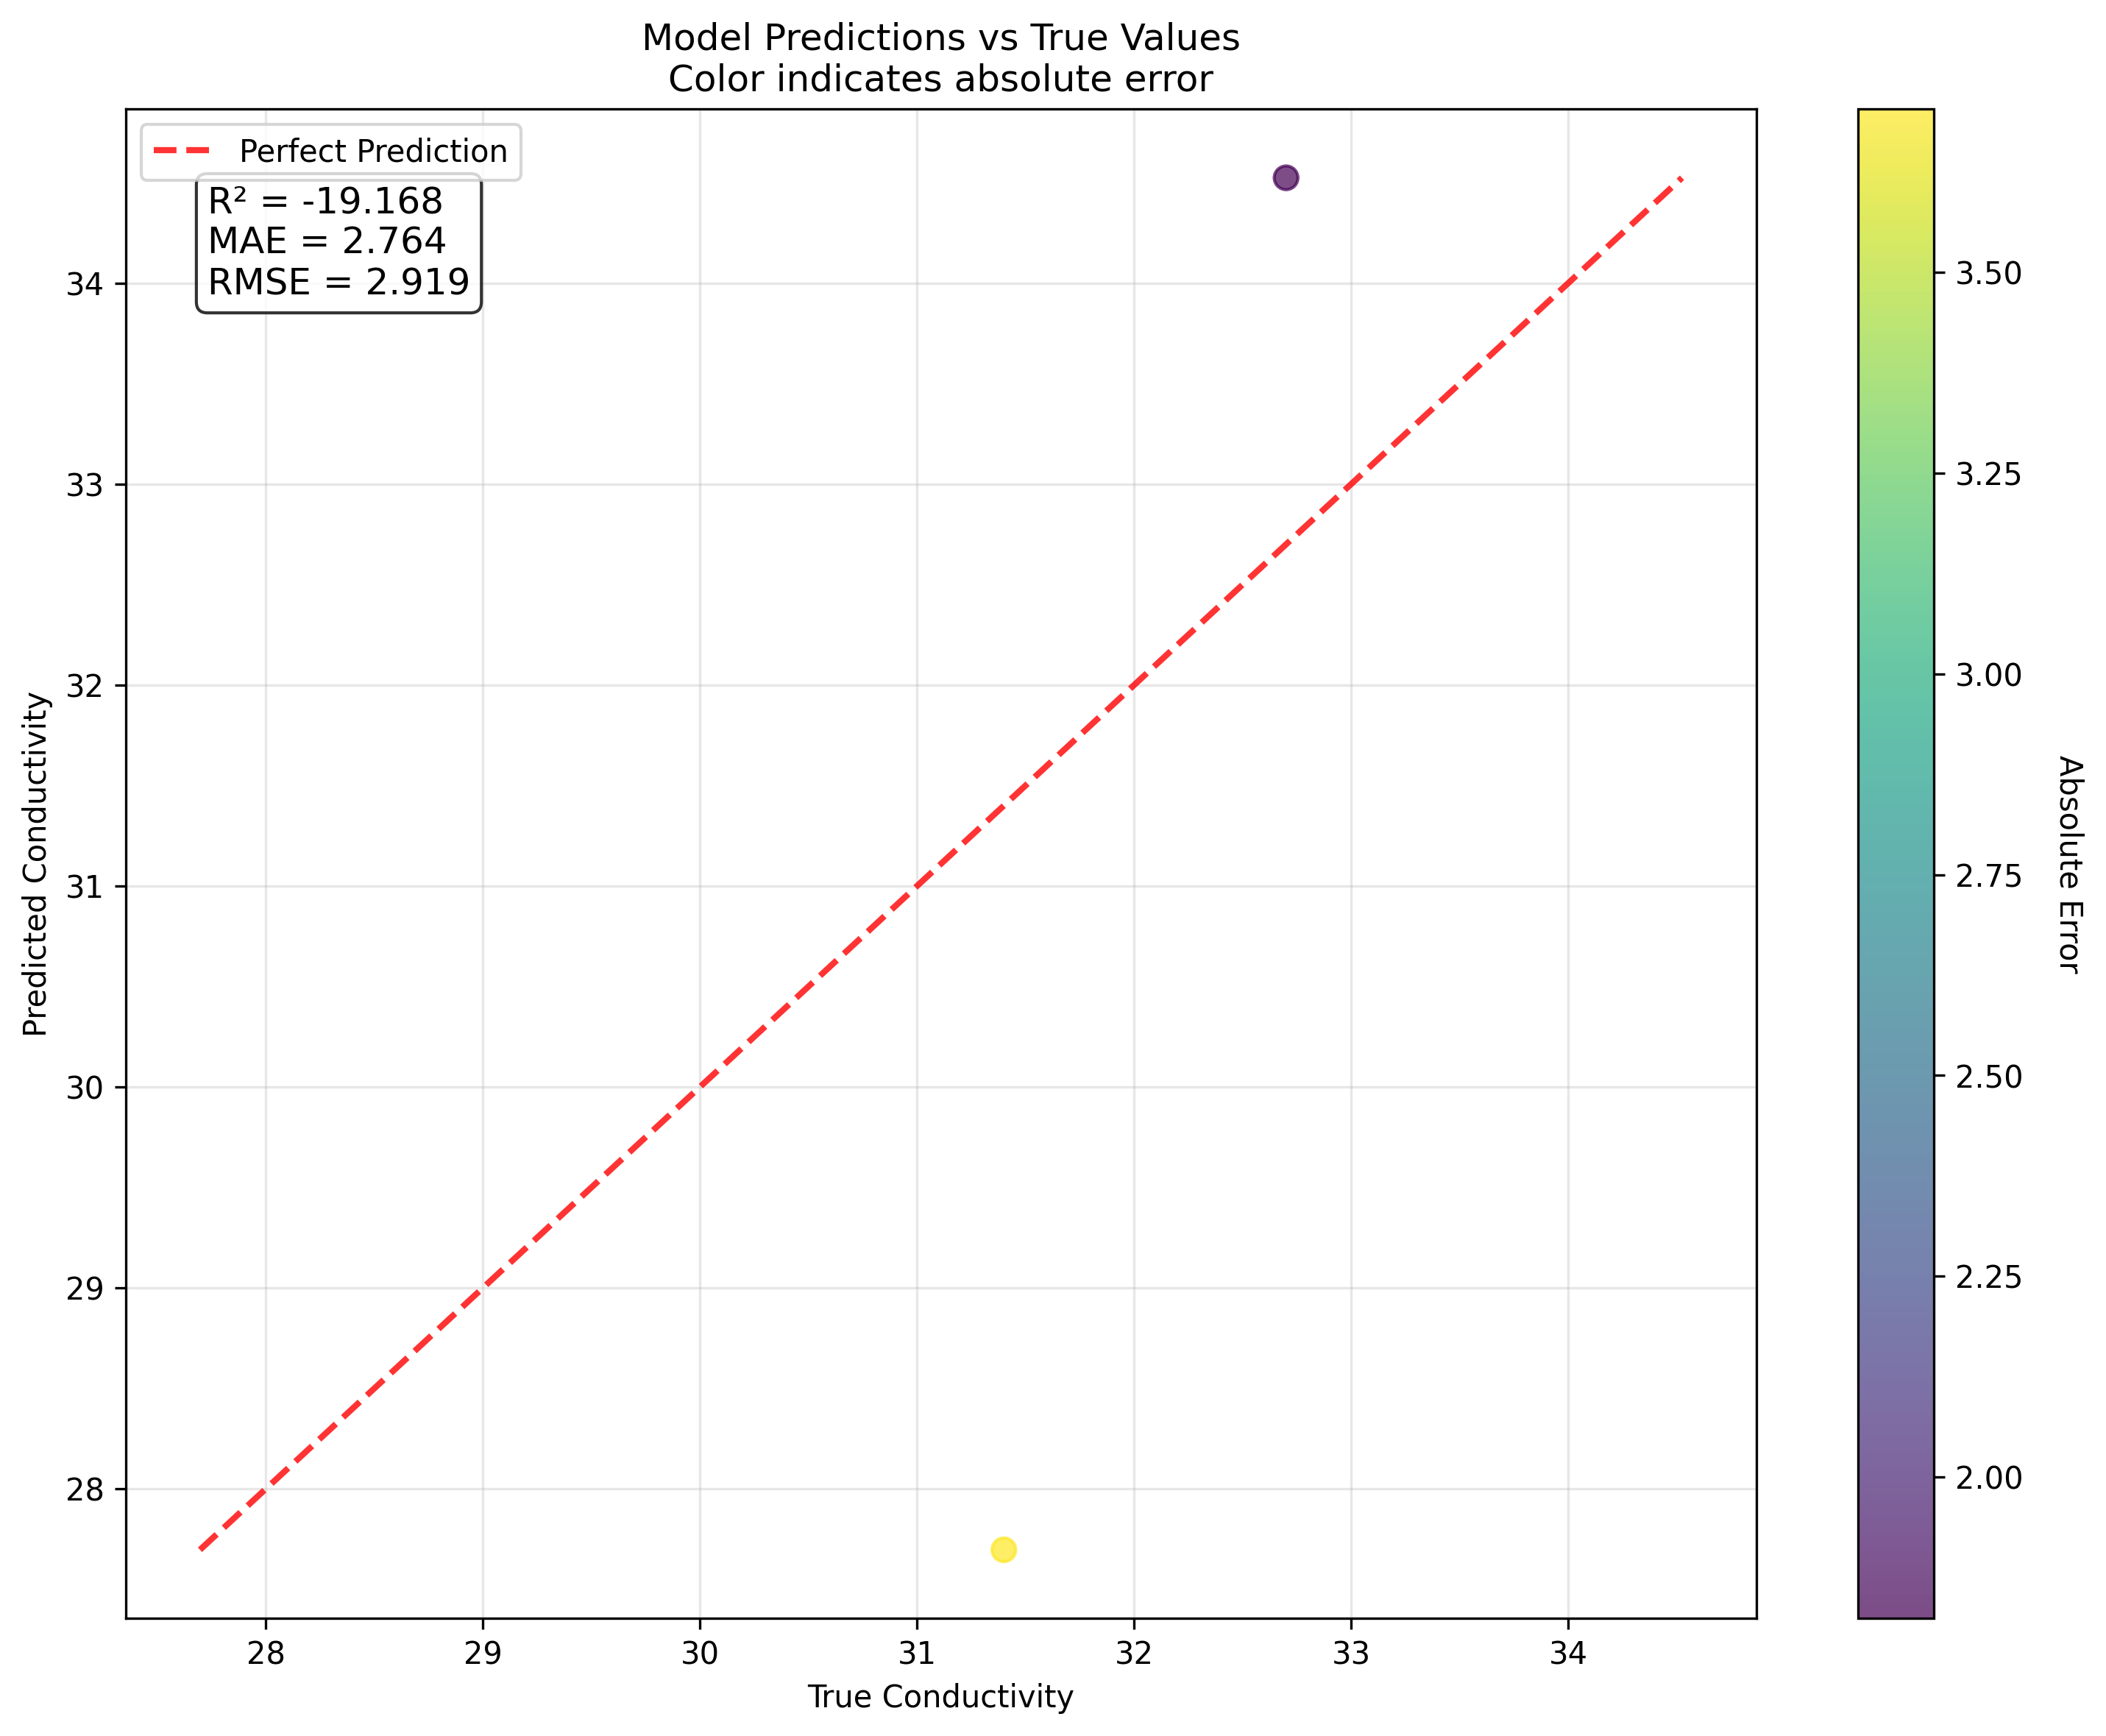 Model Predictions vs True Values
Color indicates absolute error
Perfect Prediction
R² = -19.168
MAE = 2.764
RMSE = 2.919
34
33
32
31
30
29
28
Predicted Conductivity
28
29
30
31
32
33
34
True Conductivity
3.50
3.25
3.00
2.75
2.50
2.25
2.00
Absolute Error